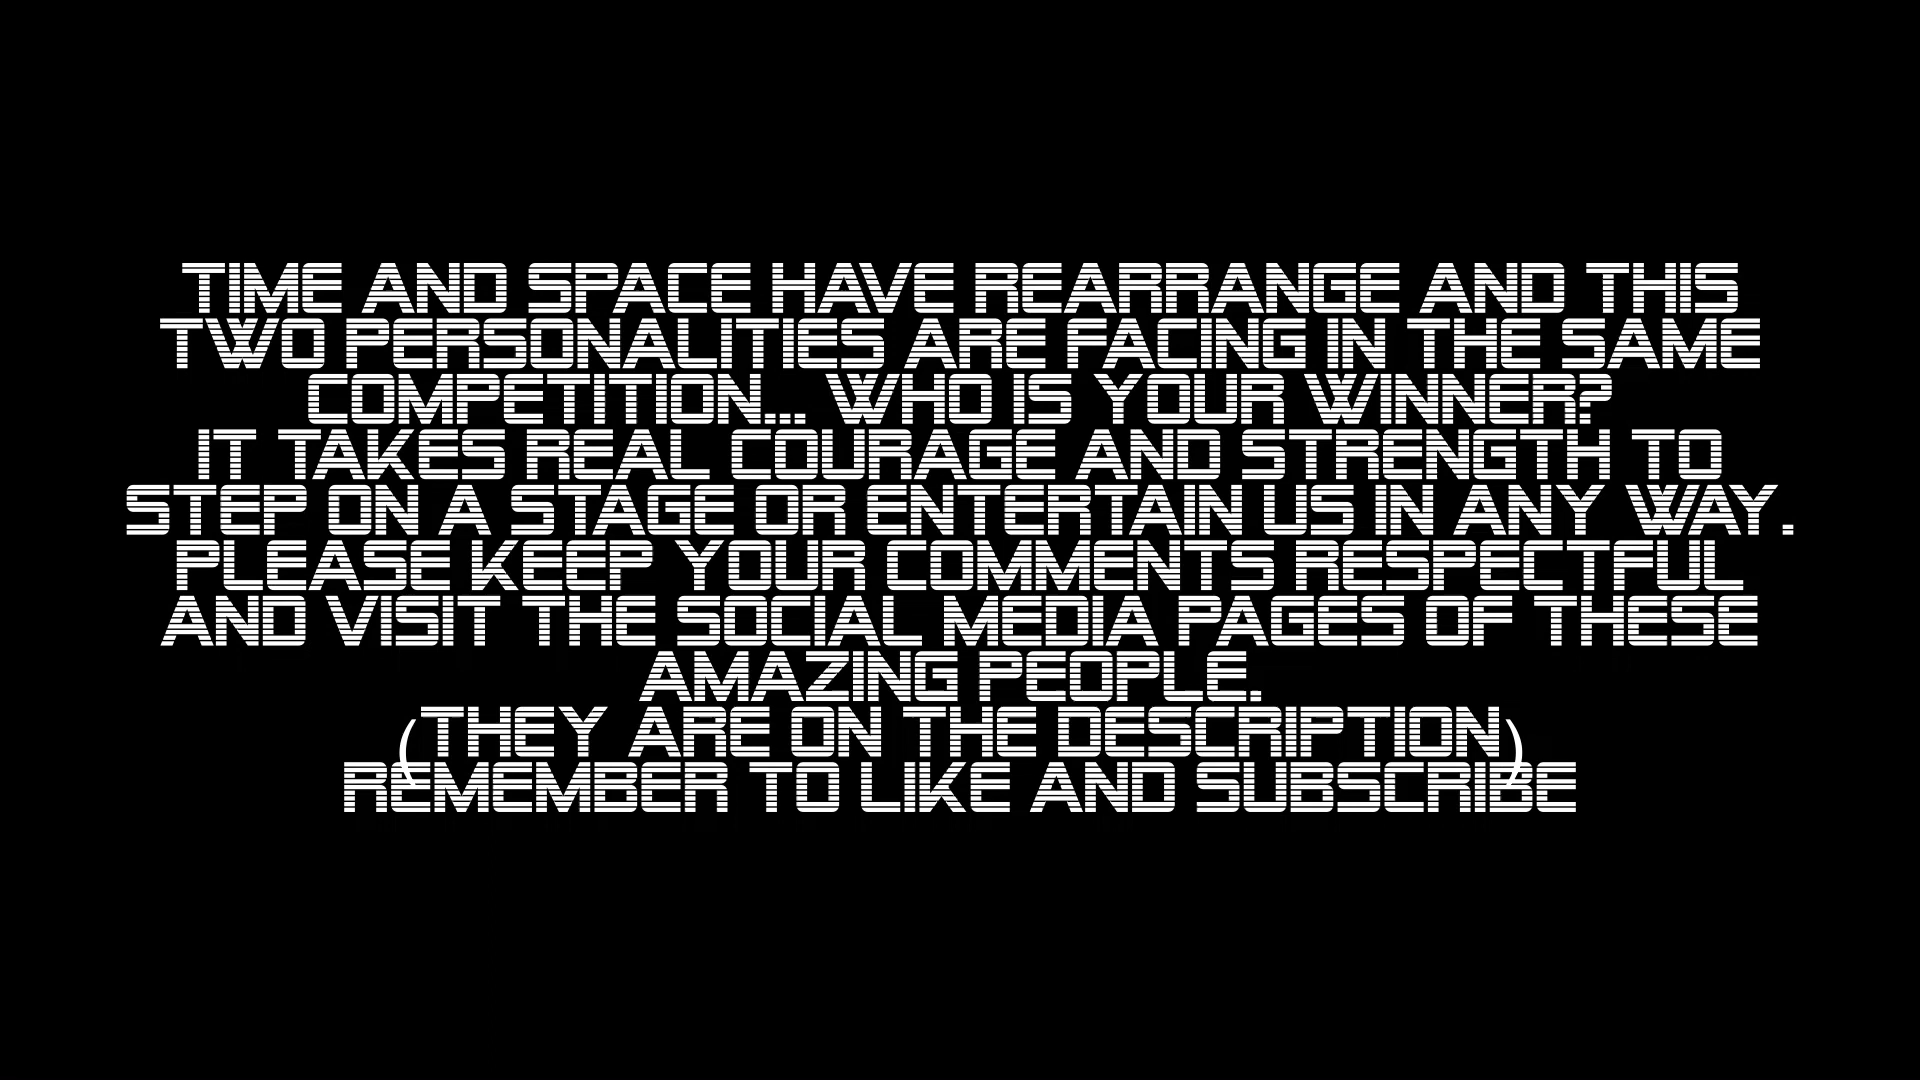 TIME AND SPACE HAVE REARRANGE AND THIS
TWO PERSONALITIES ARE FACING IN THE SAME
COMPETITION... WHO IS YOUR WINNER?
IT TAKES REAL COURAGE AND STRENGTH TO
STEP ON A STAGE OR ENTERTAIN US IN ANY WAY.
PLEASE KEEP YOUR COMMENTS RESPECTFUL
AND VISIT THE SOCIAL MEDIA PAGES OF THESE
AMAZING PEOPLE.
(THEY ARE ON THE DESCRIPTION)
REMEMBER TO LIKE AND SUBSCRIBE